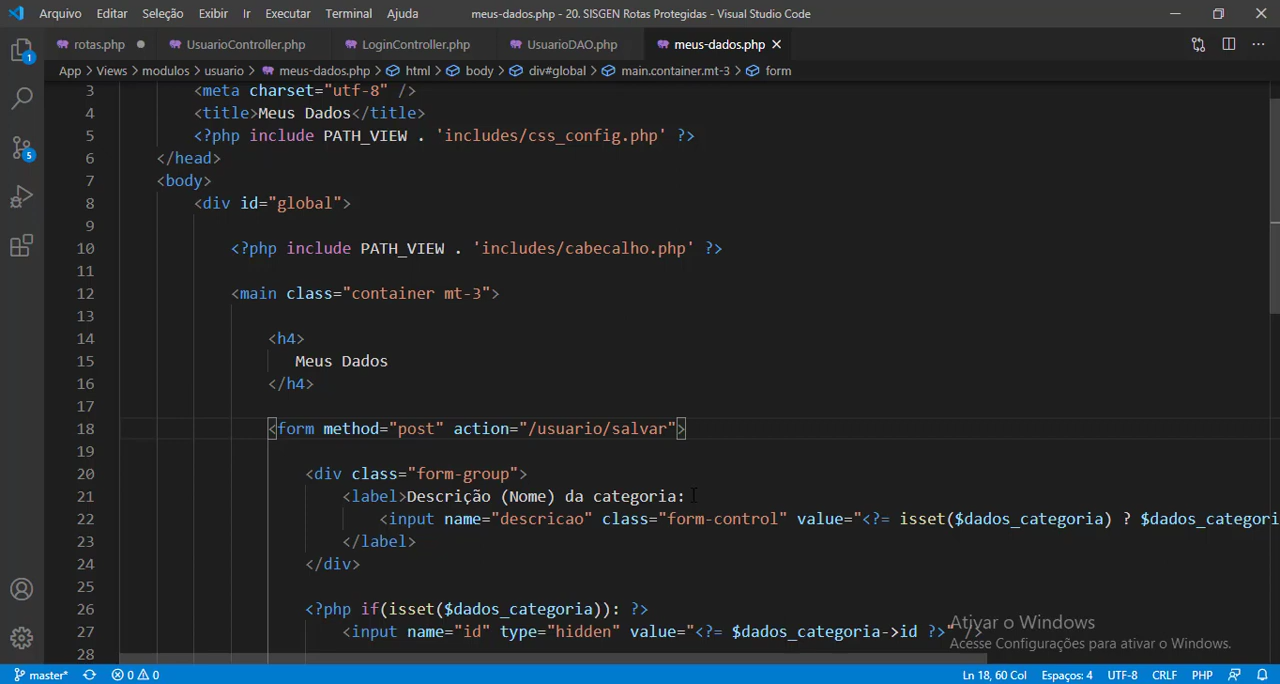 Arquivo Editar Seleção Exibir Ir Executar Terminal Ajuda meus-dados.php - 20. SISGEN Rotas Protegidas - Visual Studio Code
rotas.php UsuarioController.php LoginController.php UsuarioDAO.php meus-dados.php
App > Views > modulos > usuario > meus-dados.php > html > body > div#global > main.container.mt-3 > form
3 <meta charset="utf-8" />
4 <title>Meus Dados</title>
5 <?php include PATH_VIEW . 'includes/css_config.php' ?>
6 </head>
7 <body>
8 <div id="global">
9
10 <?php include PATH_VIEW . 'includes/cabecalho.php' ?>
11
12 <main class="container mt-3">
13
14 <h4>
15 Meus Dados
16 </h4>
17
18 <form method="post" action="/usuario/salvar">
19
20 <div class="form-group">
21 <label>Descrição (Nome) da categoria:
22 <input name="descricao" class="form-control" value="<?= isset($dados_categoria) ? $dados_categori
23 </label>
24 </div>
25
26 <?php if(isset($dados_categoria)): ?>
27 <input name="id" type="hidden" value="<?= $dados_categoria->id ?>" />
28
Ativar o Windows
Acesse Configurações para ativar o Windows.
1
5
master* 0 0 Ln 18, 60 Col Espaços: 4 UTF-8 CRLF PHP